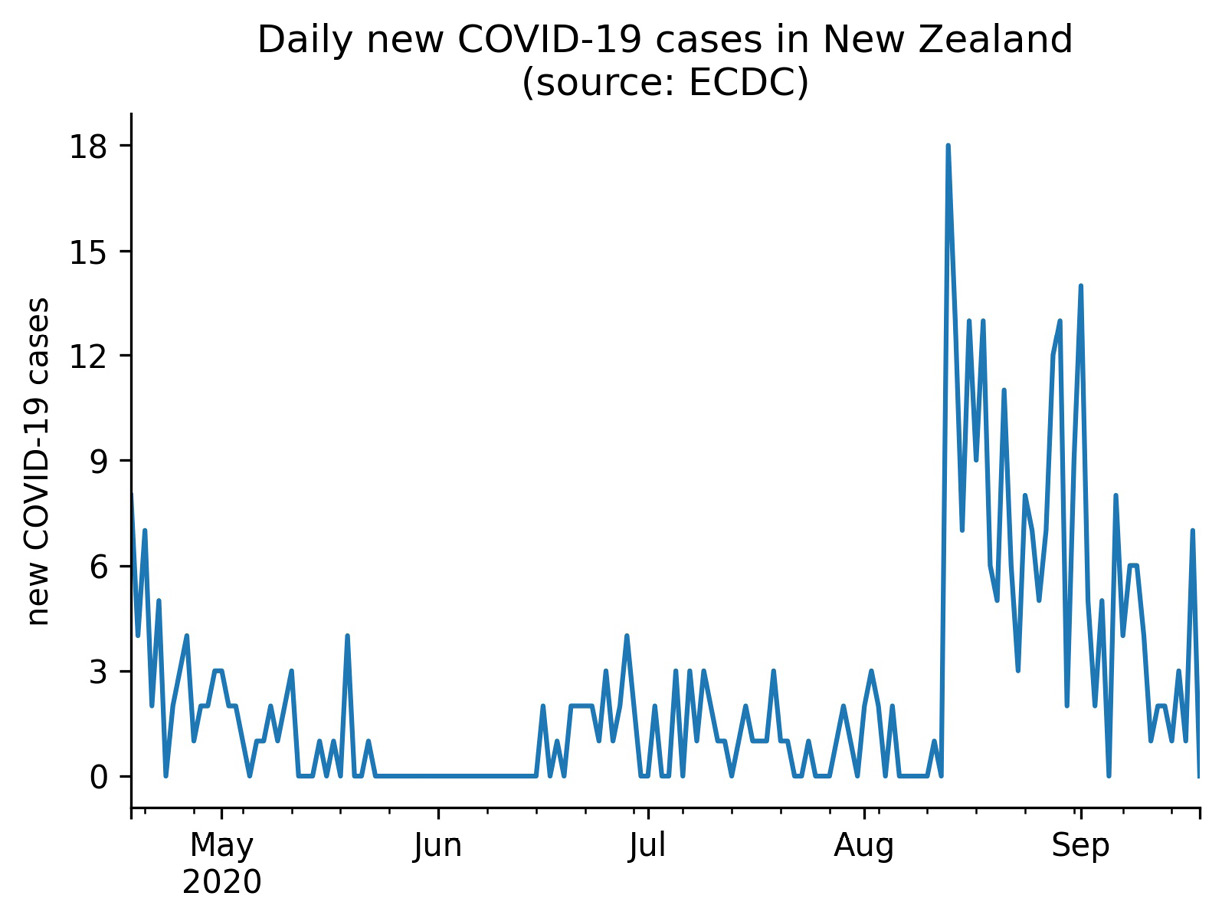 Daily new COVID-19 cases in New Zealand
(source: ECDC)
new COVID-19 cases
18
15
12
9
6
3
0
May
2020
Jun
Jul
Aug
Sep